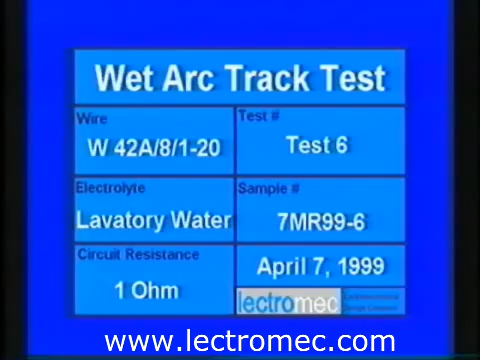 Wet Arc Track Test
Wire
W 42A/8/1-20
Test #
Test 6
Electrolyte
Lavatory Water
Sample #
7MR99-6
Circuit Resistance
1 Ohm
April 7, 1999
lectromec
www.lectromec.com